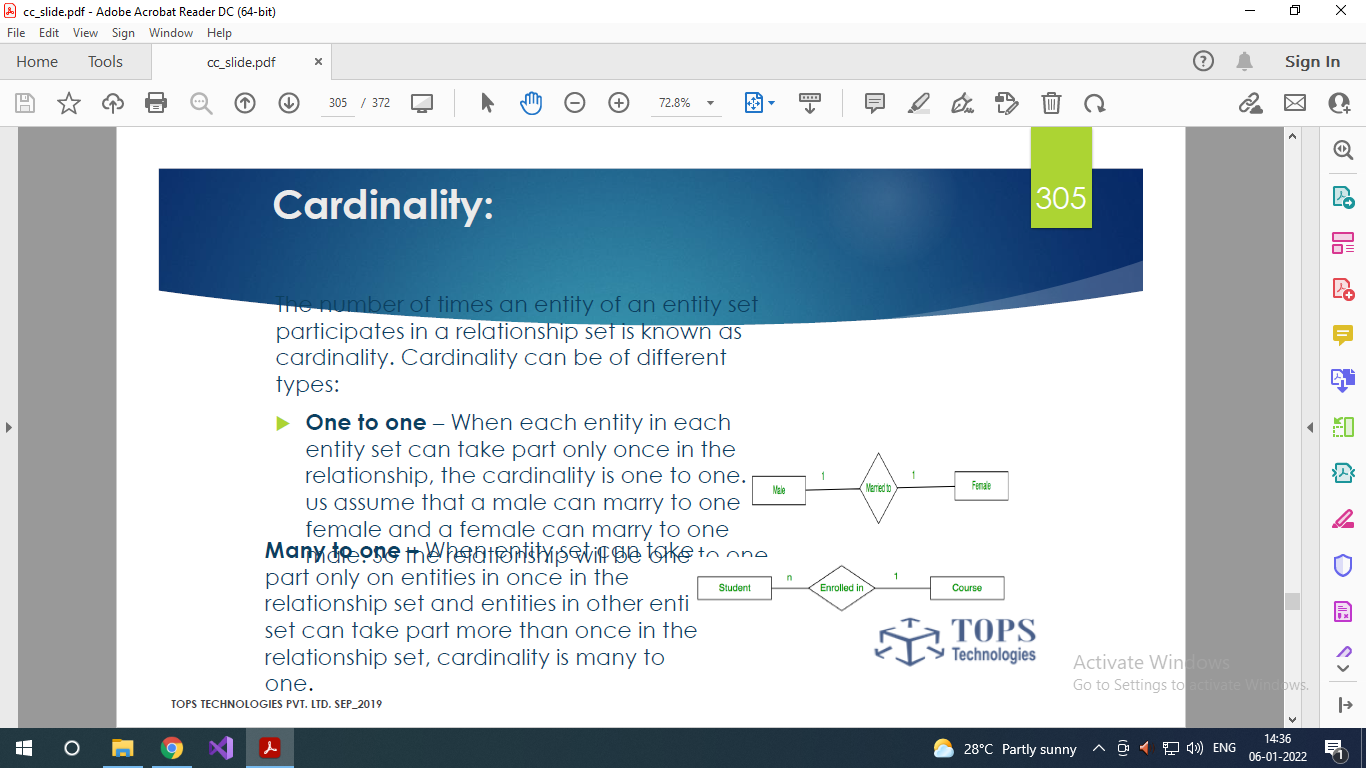 cc_slide.pdf - Adobe Acrobat Reader DC (64-bit)
File Edit View Sign Window Help
Home Tools cc_slide.pdf × Sign In
305 / 372 72.8%
Cardinality:
305
The number of times an entity of an entity set
participates in a relationship set is known as
cardinality. Cardinality can be of different
types:
One to one – When each entity in each
entity set can take part only once in the
relationship, the cardinality is one to one.
us assume that a male can marry to one
female and a female can marry to one
male. So the relationship will be one to one
Male 1 Married to 1 Female
Many to one – When entity set can take
part only on entities in once in the
relationship set and entities in other enti
set can take part more than once in the
relationship set, cardinality is many to
one.
Student n Enrolled in 1 Course
TOPS
Technologies
TOPS TECHNOLOGIES PVT. LTD. SEP_2019
Activate Windows
Go to Settings to activate Windows.
28°C Partly sunny ENG 14:36
06-01-2022
1